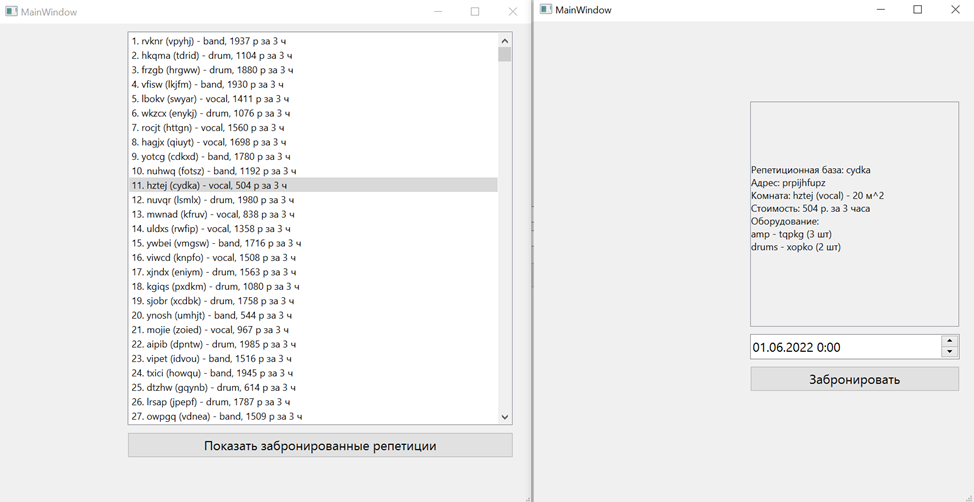 MainWindow
1. rvknr (vpyhj) - band, 1937 р за 3 ч
2. hkqma (tdrid) - drum, 1104 р за 3 ч
3. frzgb (hrgww) - drum, 1880 р за 3 ч
4. vfisw (lkjfm) - band, 1930 р за 3 ч
5. lbokv (swyar) - vocal, 1411 р за 3 ч
6. wkzcx (enykj) - drum, 1076 р за 3 ч
7. rocjt (httgn) - vocal, 1560 р за 3 ч
8. hagjx (qiuyt) - vocal, 1698 р за 3 ч
9. yotcg (cdkxd) - band, 1780 р за 3 ч
10. nuhwq (fotsz) - band, 1192 р за 3 ч
11. hztej (cydka) - vocal, 504 р за 3 ч
12. nuvqr (lsmlx) - drum, 1980 р за 3 ч
13. mwnad (kfruv) - vocal, 838 р за 3 ч
14. uldxs (rwfip) - vocal, 1358 р за 3 ч
15. ywbei (vmgsw) - band, 1716 р за 3 ч
16. viwcd (knpfo) - vocal, 1508 р за 3 ч
17. xjndx (eniym) - drum, 1563 р за 3 ч
18. kgiqs (pxdkm) - drum, 1080 р за 3 ч
19. sjobr (xcdbk) - drum, 1758 р за 3 ч
20. ynosh (umhjt) - band, 544 р за 3 ч
21. mojie (zoied) - vocal, 967 р за 3 ч
22. aipib (dpntw) - drum, 1985 р за 3 ч
23. vipet (idvou) - band, 1516 р за 3 ч
24. txici (howqu) - band, 1945 р за 3 ч
25. dtzhw (gqynb) - drum, 614 р за 3 ч
26. lrsap (jpepf) - drum, 1787 р за 3 ч
27. owpgq (vdnea) - band, 1509 р за 3 ч
Показать забронированные репетиции
MainWindow
Репетиционная база: cydka
Адрес: prpijhfupz
Комната: hztej (vocal) - 20 м^2
Стоимость: 504 р. за 3 часа
Оборудование:
amp - tqpkg (3 шт)
drums - xopko (2 шт)
01.06.2022 0:00
Забронировать